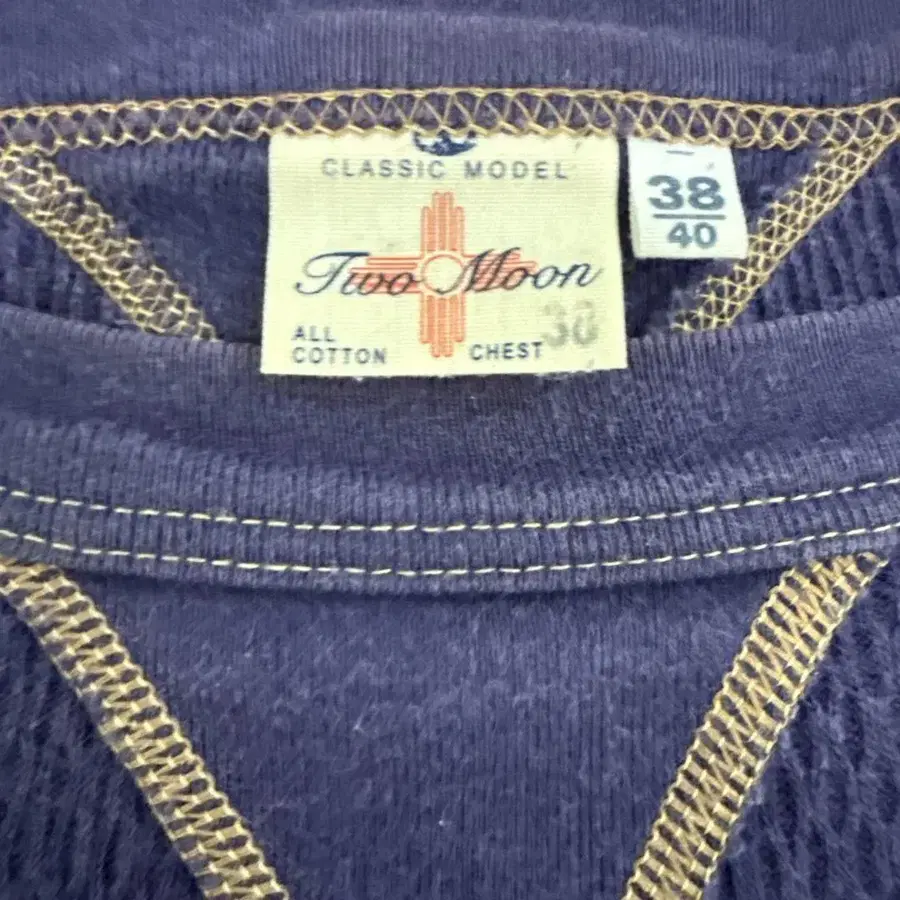 CLASSIC MODEL
Two Moon
ALL
COTTON
CHEST 38
38
40